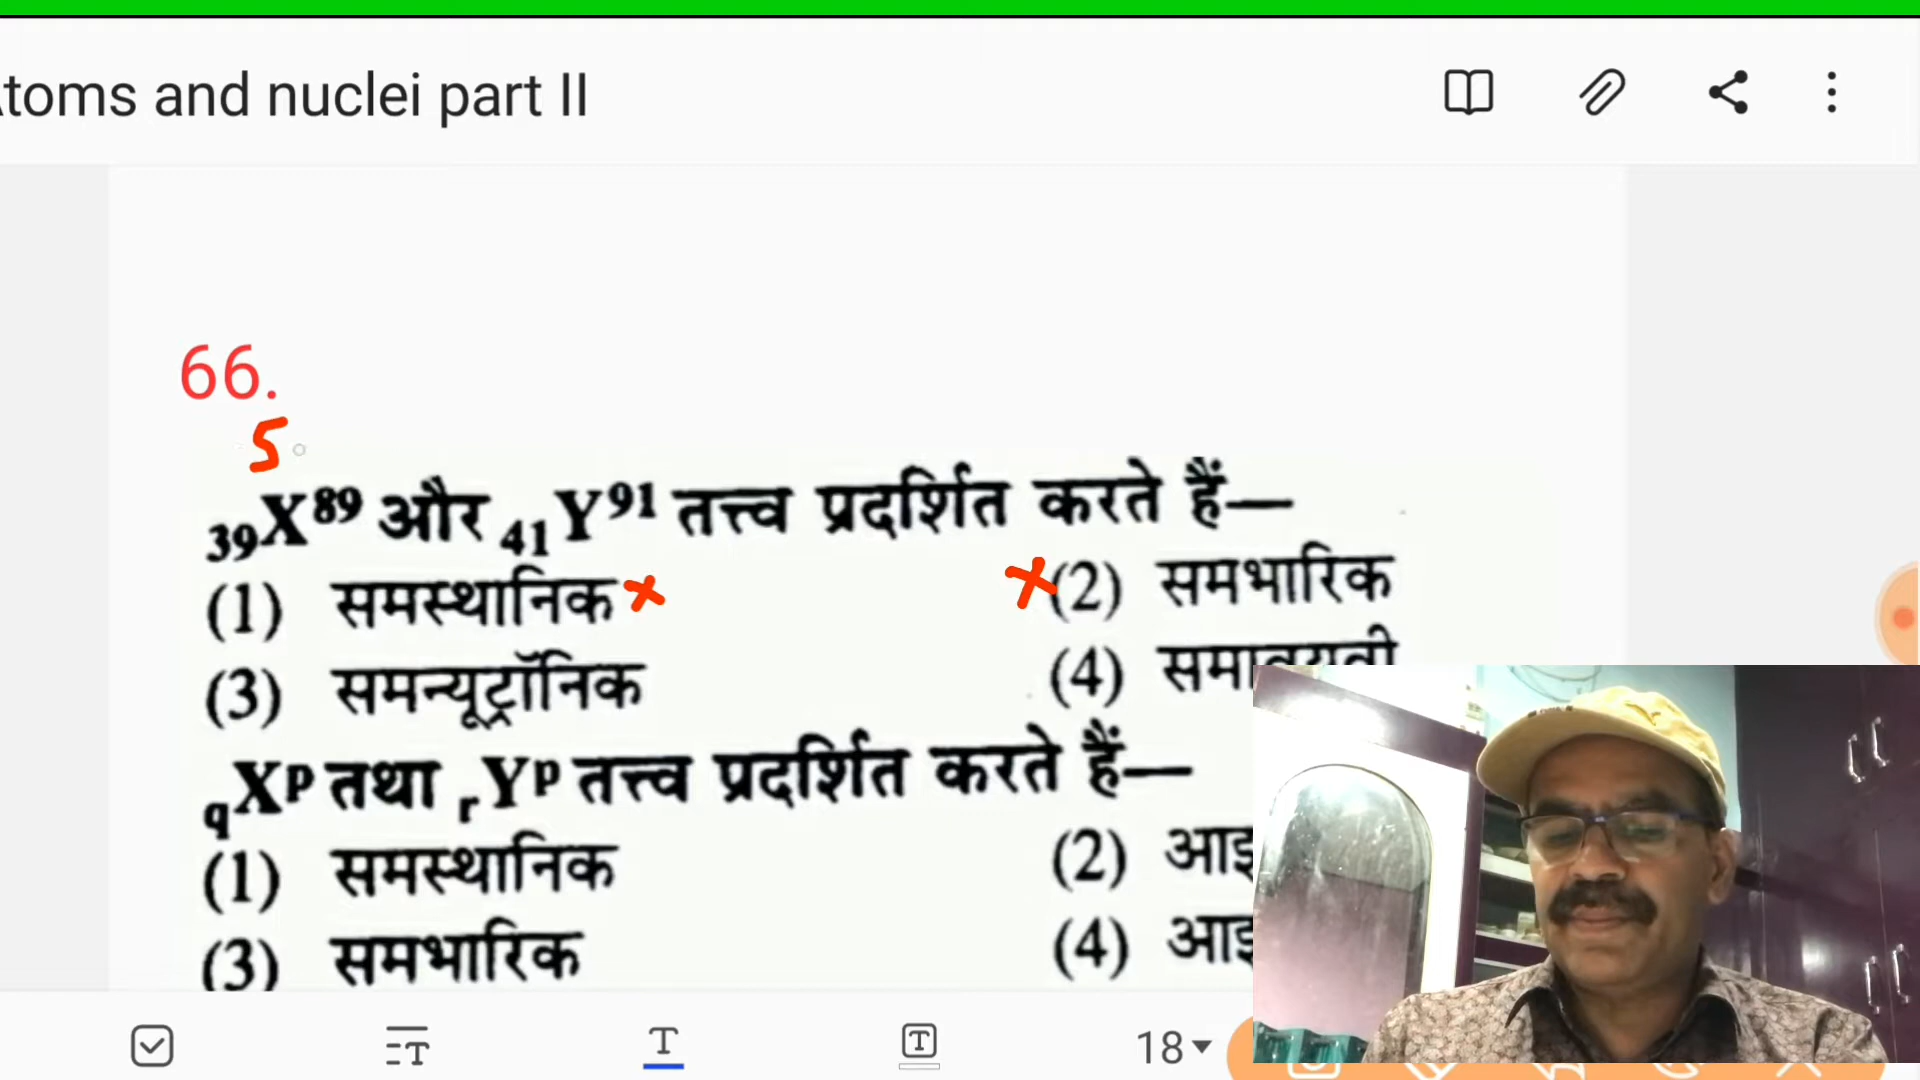 toms and nuclei part II
66.
5
39X89 और 41Y91 तत्त्व प्रदर्शित करते हैं—
(1) समस्थानिक (2) समभारिक
(3) समन्यूट्रॉनिक (4) समावयवी
qXp तथा rYp तत्त्व प्रदर्शित करते हैं—
(1) समस्थानिक (2) आइ
(3) समभारिक (4) आइ
18